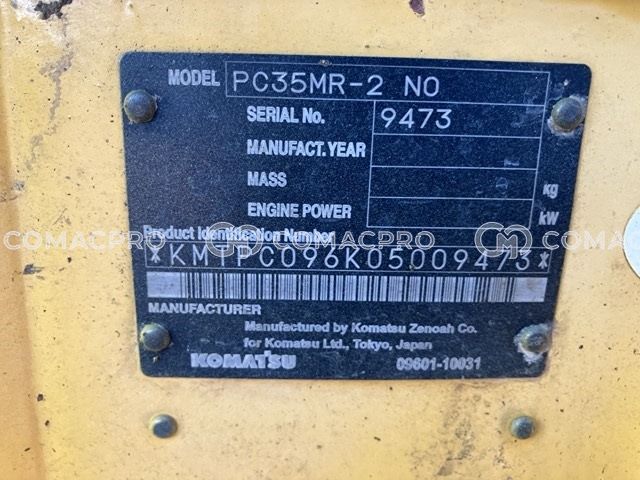 MODEL PC35MR-2 NO
SERIAL No. 9473
MANUFACT.YEAR
MASS kg
ENGINE POWER kW
Product Identification Number
COMACPRO COMACPRO COMACPRO
*KMTPC096K05009473*
MANUFACTURER
Manufactured by Komatsu Zenoah Co.
for Komatsu Ltd., Tokyo, Japan
KOMATSU 09601-10031